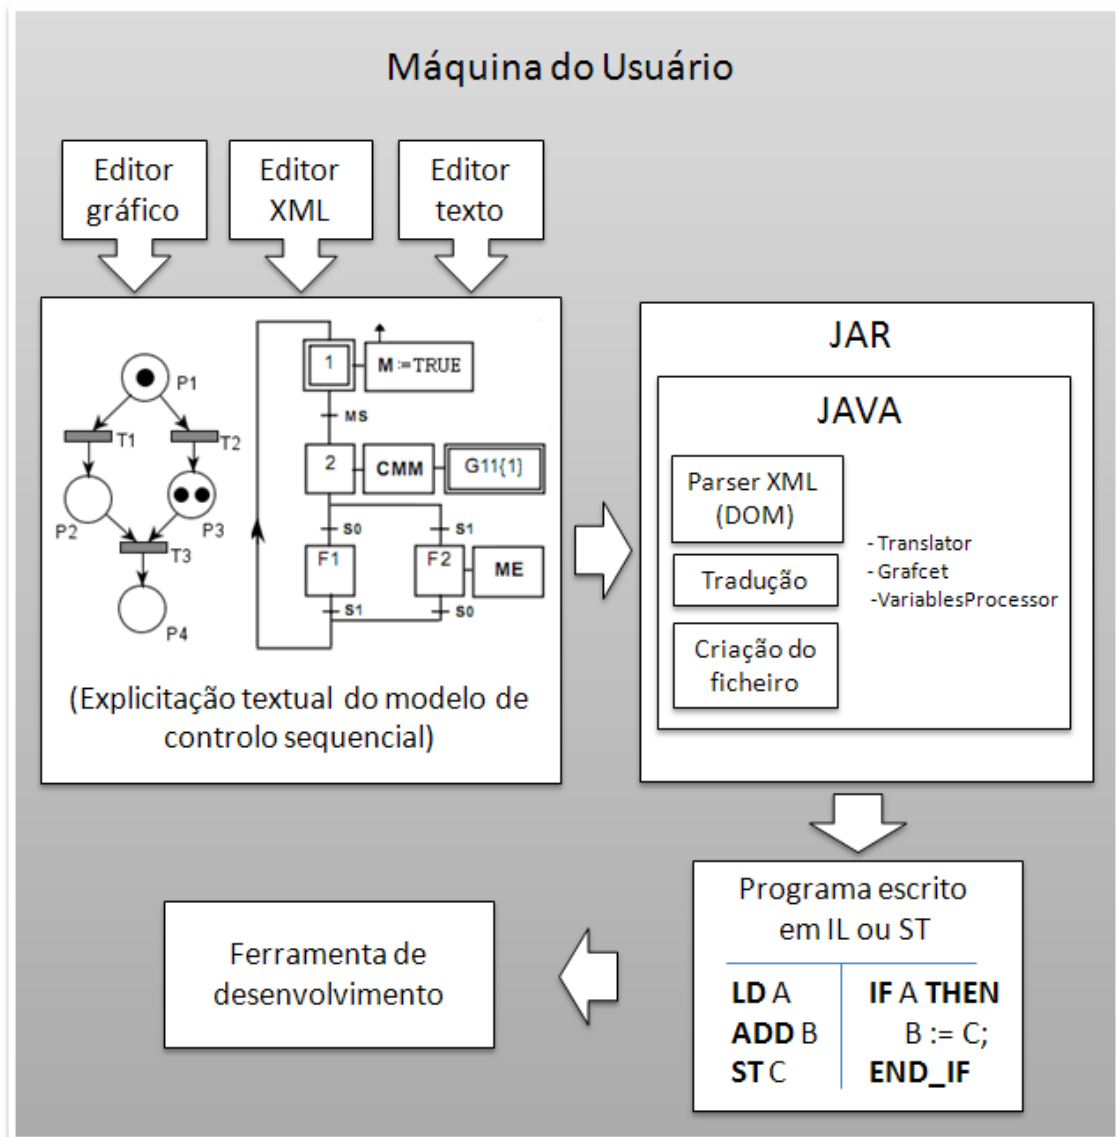 Máquina do Usuário
Editor
gráfico
Editor
XML
Editor
texto
P1
T1
T2
P2
P3
T3
P4
1
M:=TRUE
MS
2
CMM
G11{1}
S0
S1
F1
F2
ME
S1
S0
(Explicitação textual do modelo de
controlo sequencial)
JAR
JAVA
Parser XML
(DOM)
Tradução
Criação do
ficheiro
- Translator
- Grafcet
-VariablesProcessor
Programa escrito
em IL ou ST
LD A
ADD B
ST C
IF A THEN
B := C;
END_IF
Ferramenta de
desenvolvimento